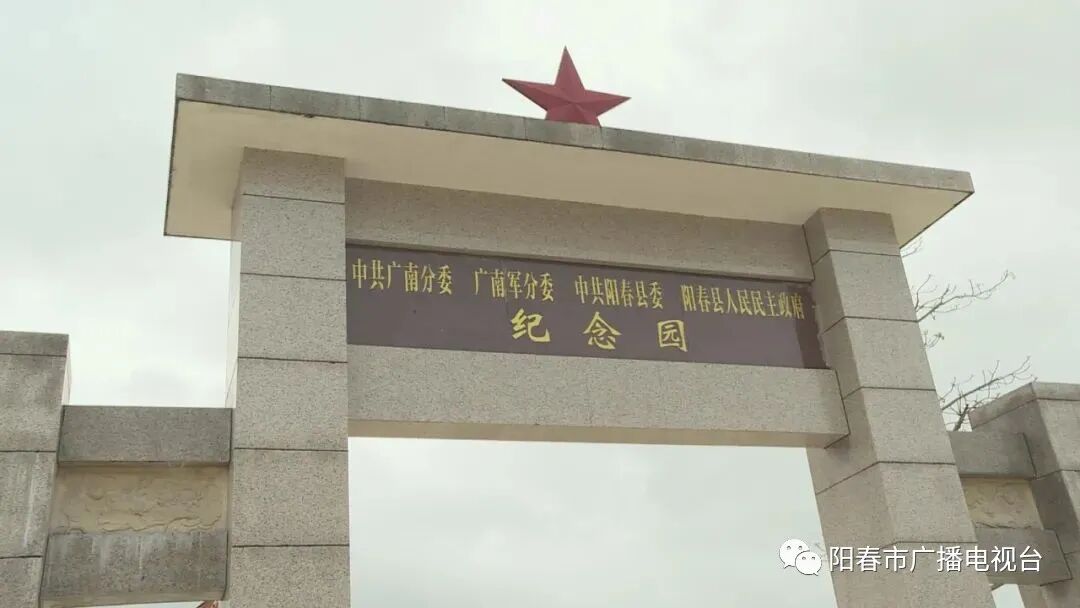 中共广南分委 广南军分委 中共阳春县委 阳春县人民民主政府
纪念园
阳春市广播电视台